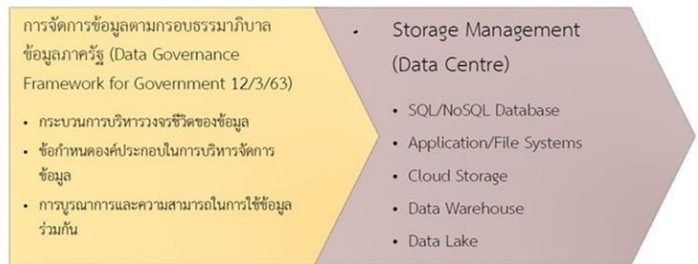 การจัดการข้อมูลตามกรอบธรรมาภิบาล
ข้อมูลภาครัฐ (Data Governance
Framework for Government 12/3/63)
• กระบวนการบริหารวงจรชีวิตของข้อมูล
• ข้อกำหนดองค์ประกอบในการบริหารจัดการ
ข้อมูล
• การบูรณาการและความสามารถในการใช้ข้อมูล
ร่วมกัน
• Storage Management
(Data Centre)
• SQL/NoSQL Database
• Application/File Systems
• Cloud Storage
• Data Warehouse
• Data Lake